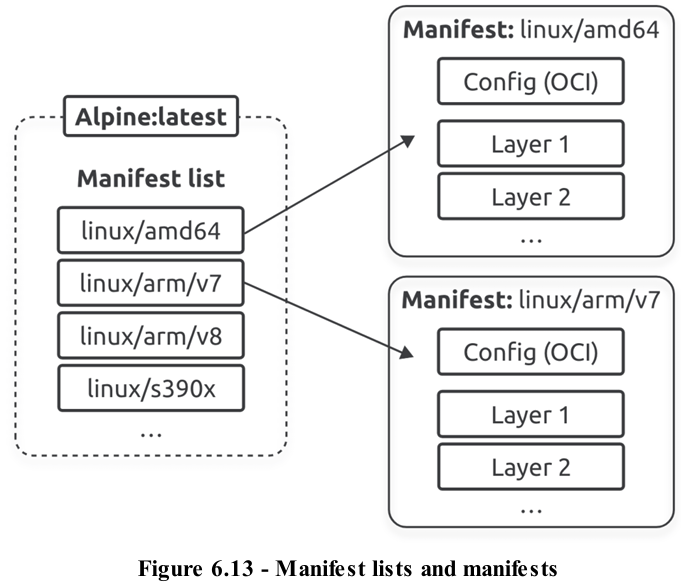 Alpine:latest
Manifest list
linux/amd64
linux/arm/v7
linux/arm/v8
linux/s390x
...
Manifest: linux/amd64
Config (OCI)
Layer 1
Layer 2
...
Manifest: linux/arm/v7
Config (OCI)
Layer 1
Layer 2
...
Figure 6.13 - Manifest lists and manifests